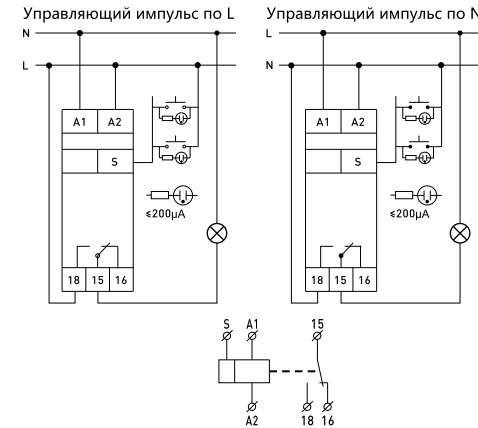 Управляющий импульс по L
Управляющий импульс по N
N
L
A1 A2
S
≤200µA
18 15 16
L
N
A1 A2
S
≤200µA
18 15 16
S A1 15
A2 18 16